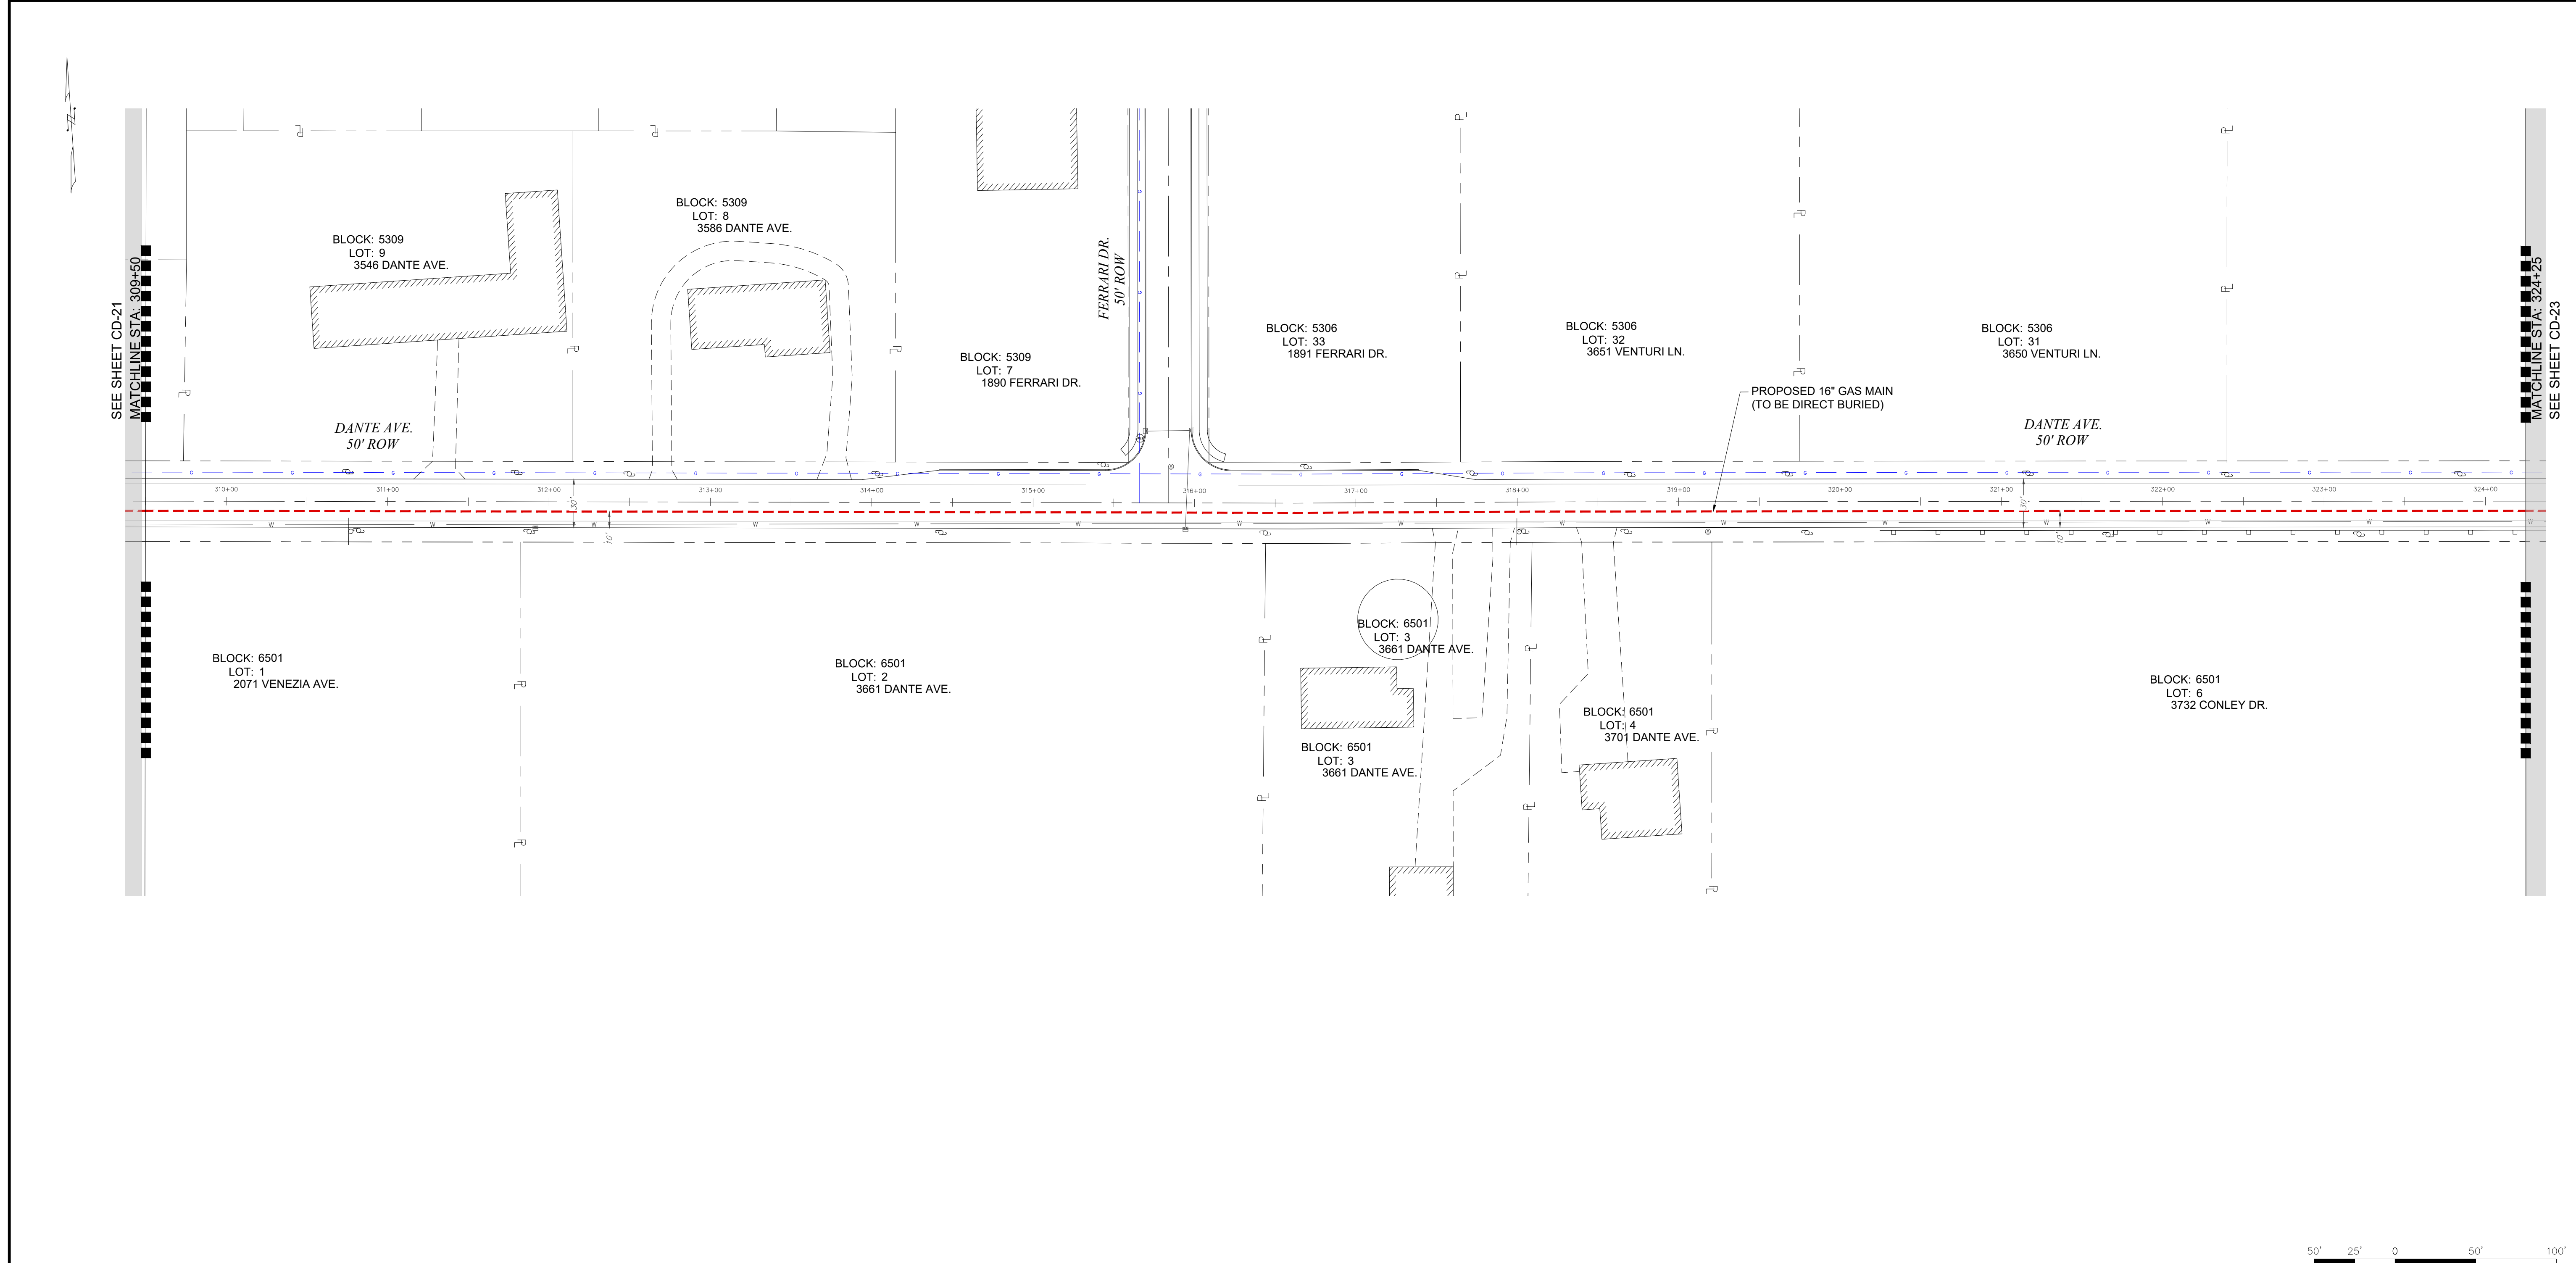 SEE SHEET CD-21
MATCHLINE STA: 309+50
BLOCK: 5309
LOT: 9
3546 DANTE AVE.
BLOCK: 5309
LOT: 8
3586 DANTE AVE.
BLOCK: 5309
LOT: 7
1890 FERRARI DR.
FERRARI DR.
50' ROW
BLOCK: 5306
LOT: 33
1891 FERRARI DR.
BLOCK: 5306
LOT: 32
3651 VENTURI LN.
BLOCK: 5306
LOT: 31
3650 VENTURI LN.
PROPOSED 16" GAS MAIN
(TO BE DIRECT BURIED)
DANTE AVE.
50' ROW
DANTE AVE.
50' ROW
MATCHLINE STA: 324+25
SEE SHEET CD-23
310+00 311+00 312+00 313+00 314+00 315+00 316+00 317+00 318+00 319+00 320+00 321+00 322+00 323+00 324+00
30'
10'
30'
10'
BLOCK: 6501
LOT: 1
2071 VENEZIA AVE.
BLOCK: 6501
LOT: 2
3661 DANTE AVE.
BLOCK: 6501
LOT: 3
3661 DANTE AVE.
BLOCK: 6501
LOT: 3
3661 DANTE AVE.
BLOCK: 6501
LOT: 4
3701 DANTE AVE.
BLOCK: 6501
LOT: 6
3732 CONLEY DR.
50' 25' 0 50' 100'